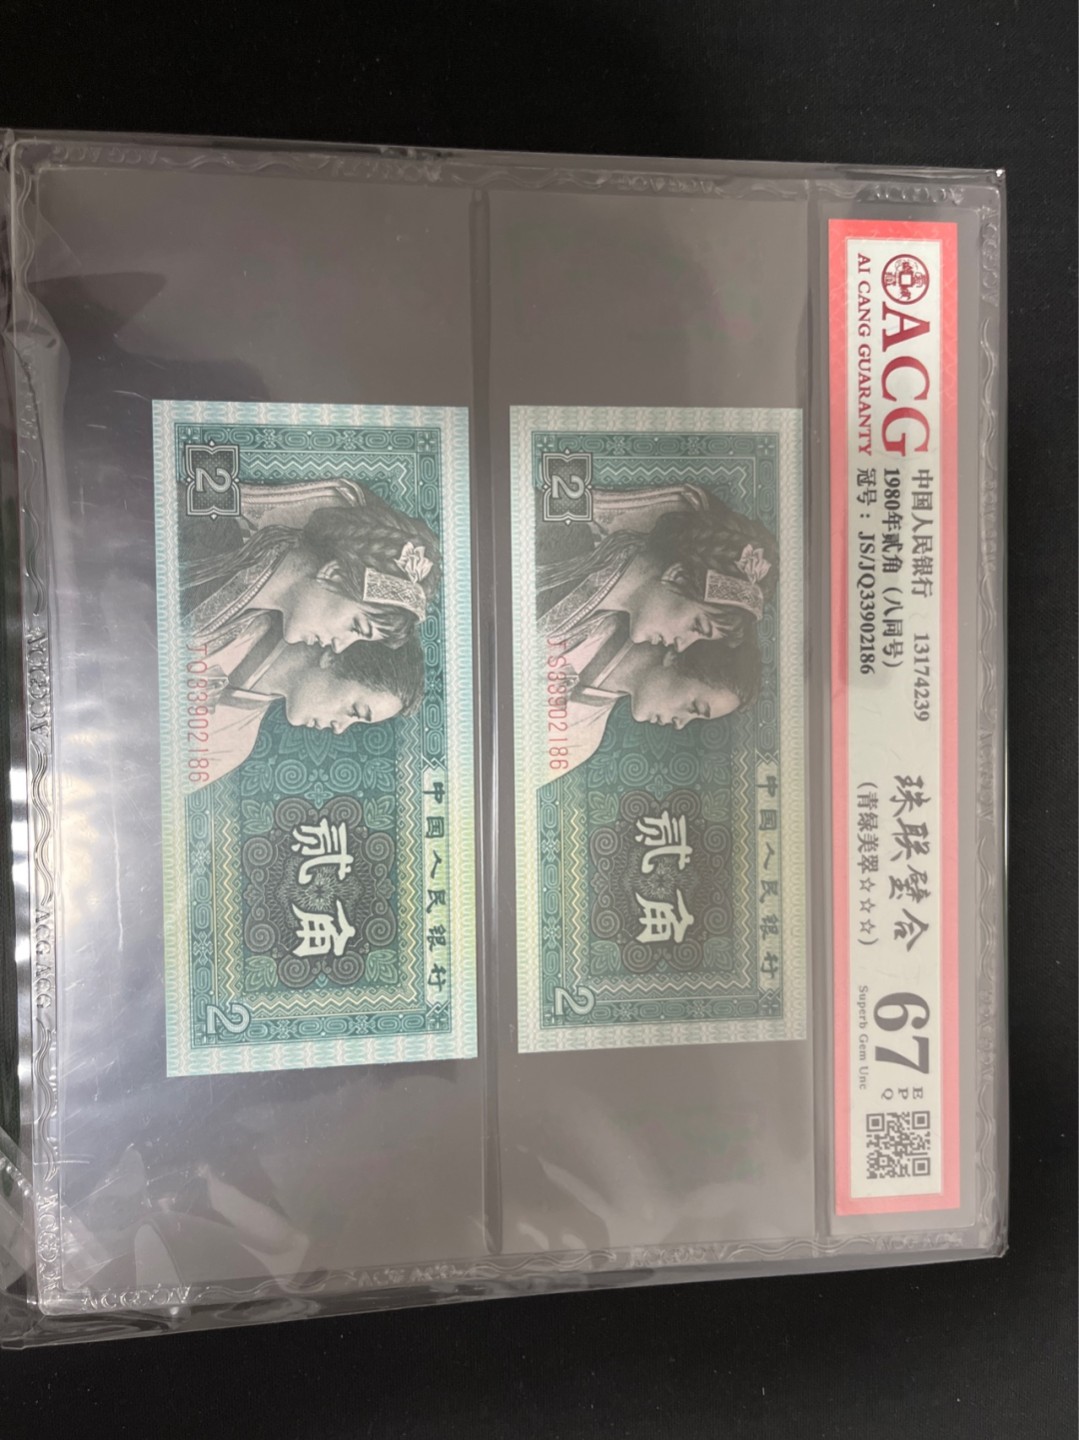 ACG
AI CANG GUARANTY
中国人民银行 13174239
1980年贰角 (八同号)
冠号：JS/JQ33902186
珠联璧合
(青绿美翠☆☆☆)
67
EPQ
Superb Gem Unc
中国人民银行
贰角
2
2
JS33902186
中国人民银行
贰角
2
2
JQ33902186